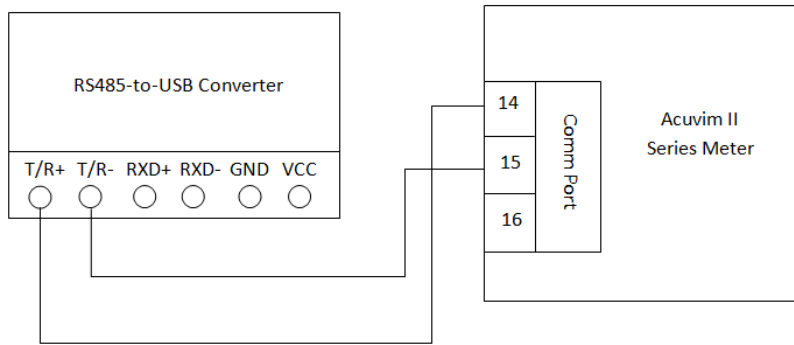 RS485-to-USB Converter
T/R+ T/R- RXD+ RXD- GND VCC
14
15
16
Comm Port
Acuvim II
Series Meter